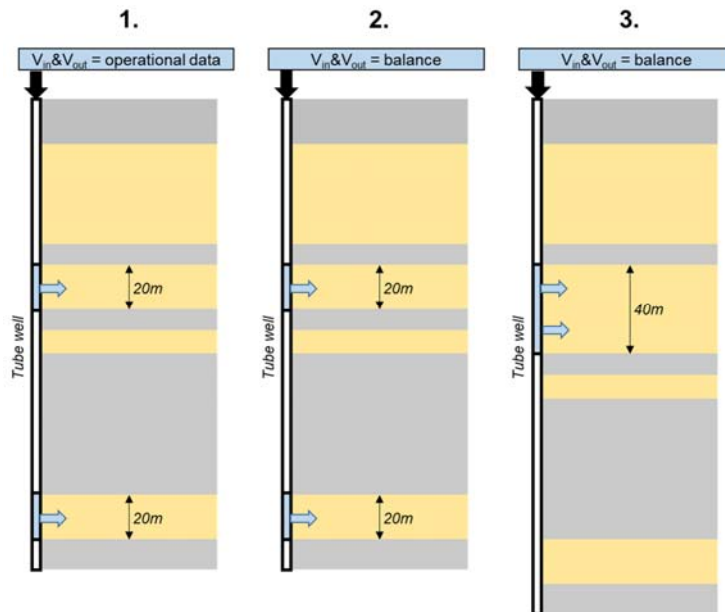 1.
2.
3.
Vin&Vout = operational data
Vin&Vout = balance
Vin&Vout = balance
20m
20m
40m
Tube well
Tube well
Tube well
20m
20m